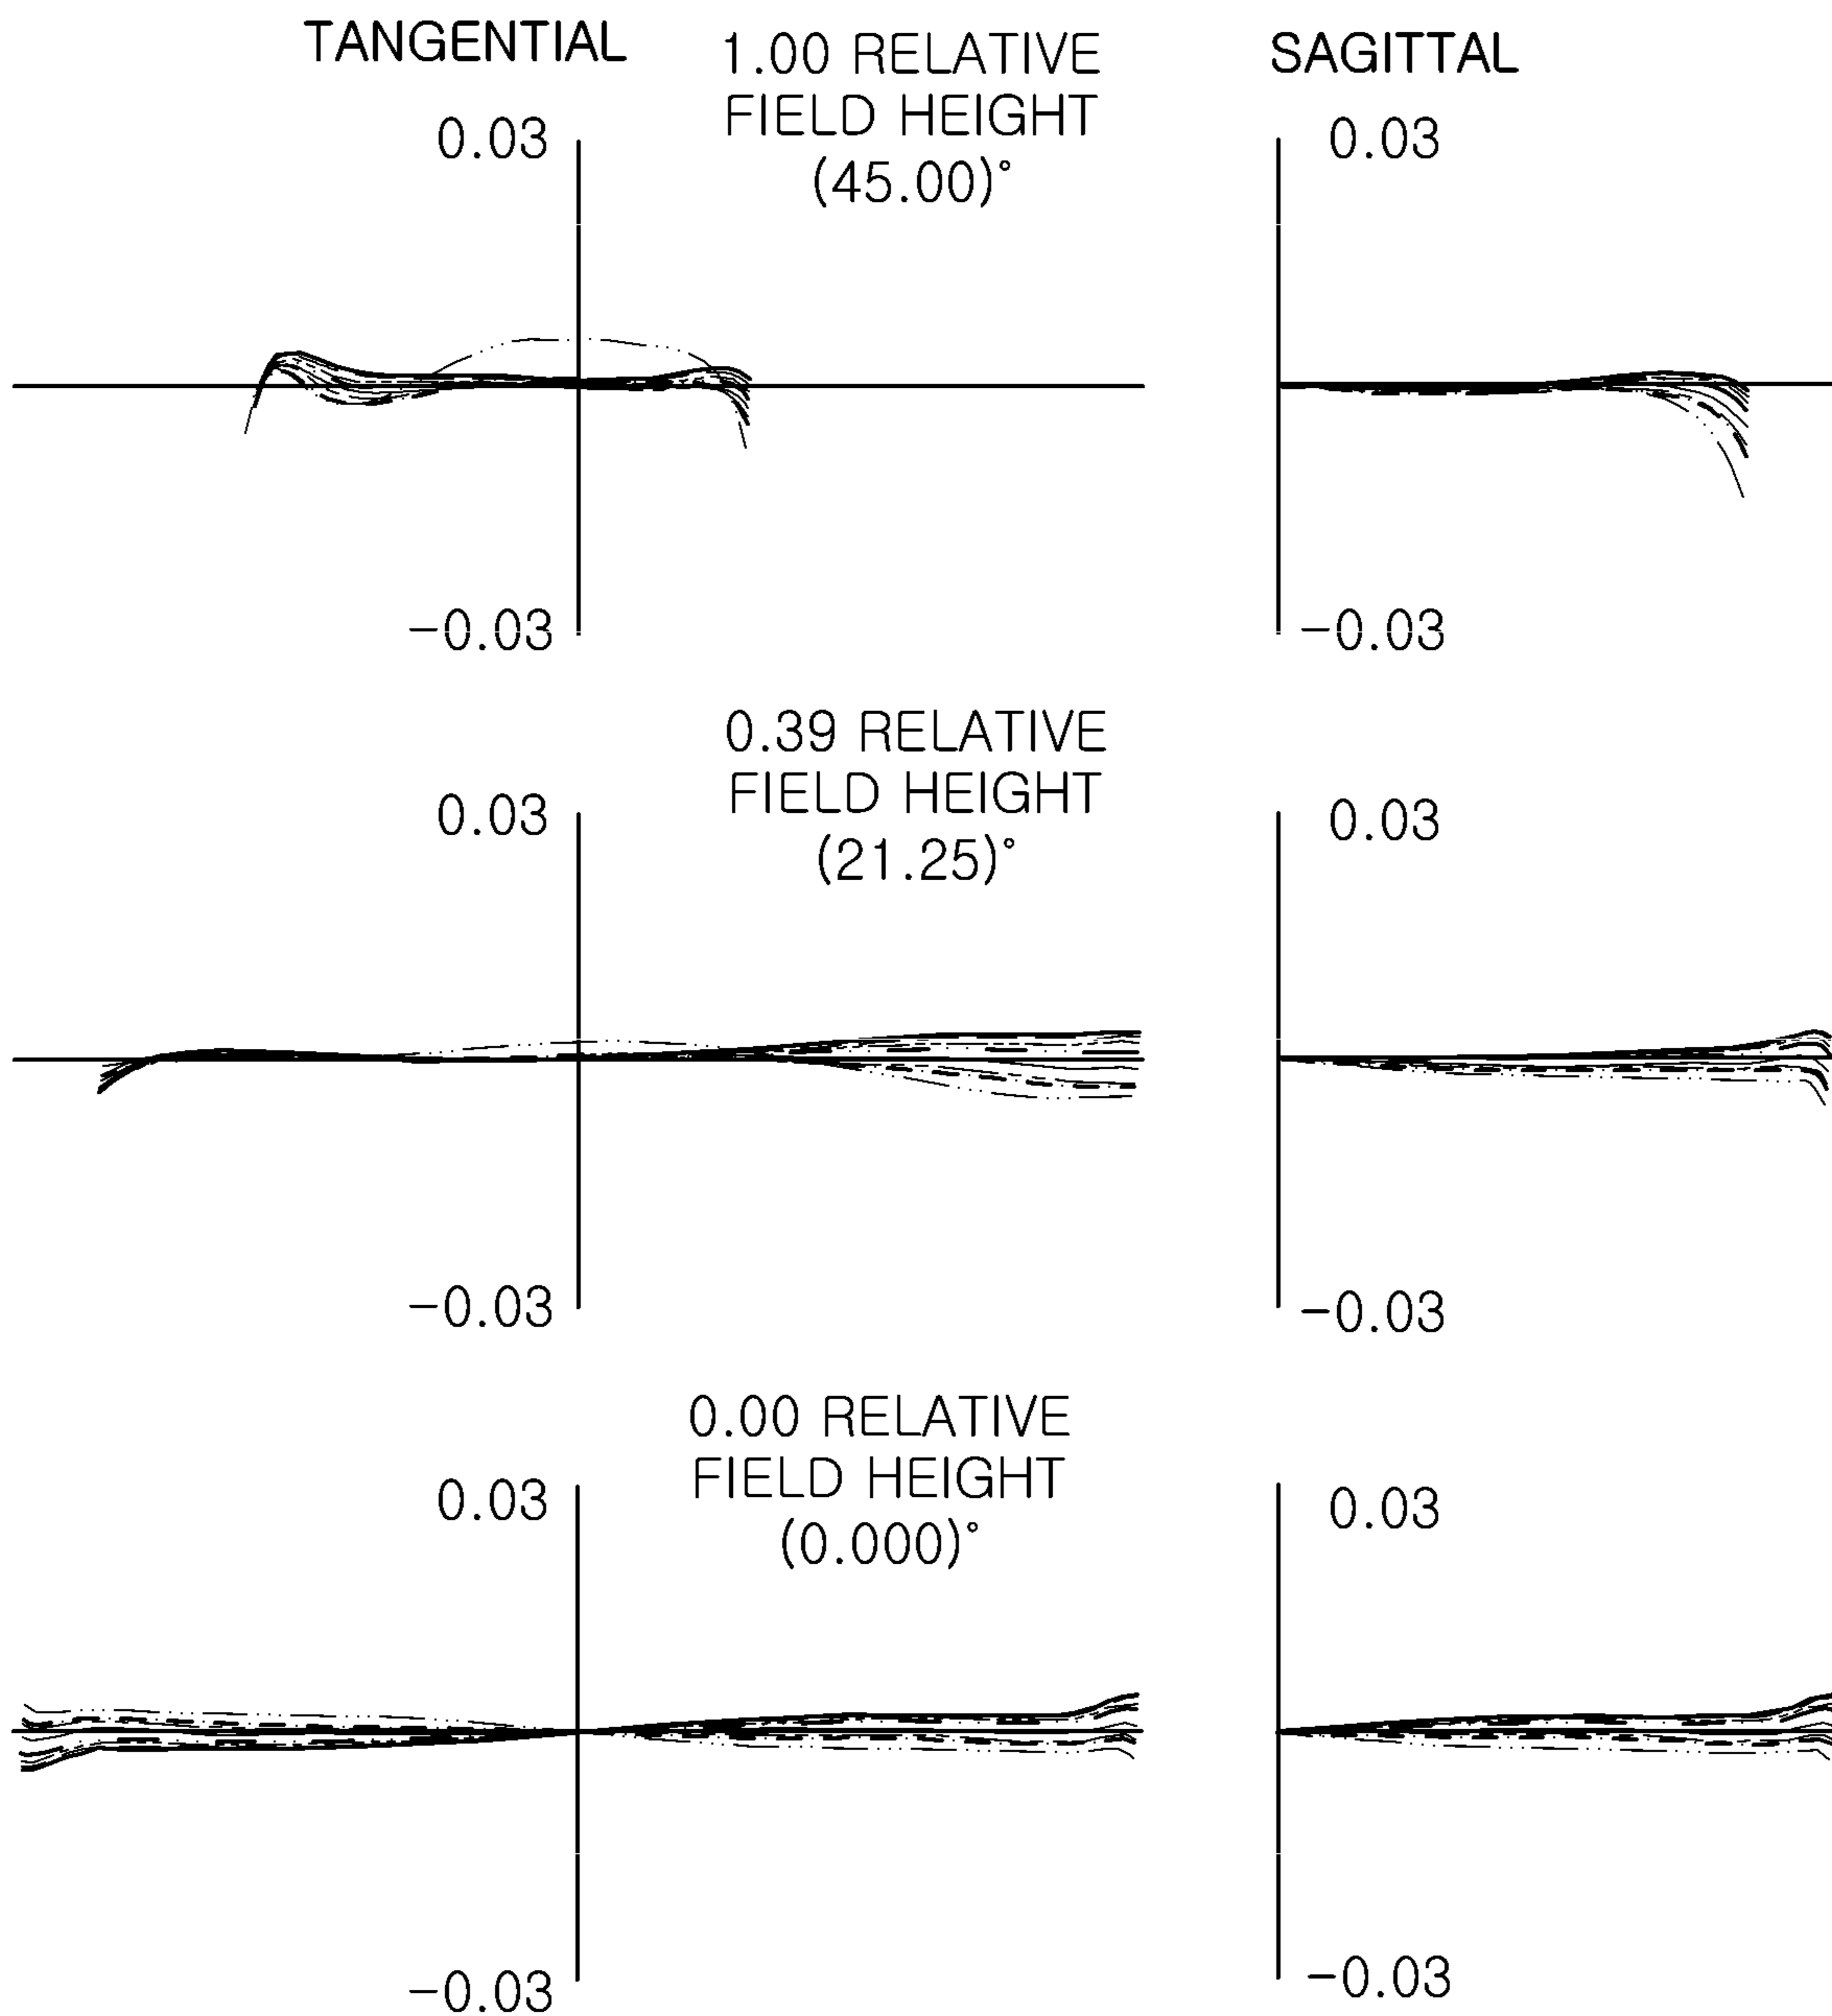 TANGENTIAL
1.00 RELATIVE
FIELD HEIGHT
(45.00)°
SAGITTAL
0.03
0.03
-0.03
-0.03
0.39 RELATIVE
FIELD HEIGHT
(21.25)°
0.03
0.03
-0.03
-0.03
0.00 RELATIVE
FIELD HEIGHT
(0.000)°
0.03
0.03
-0.03
-0.03